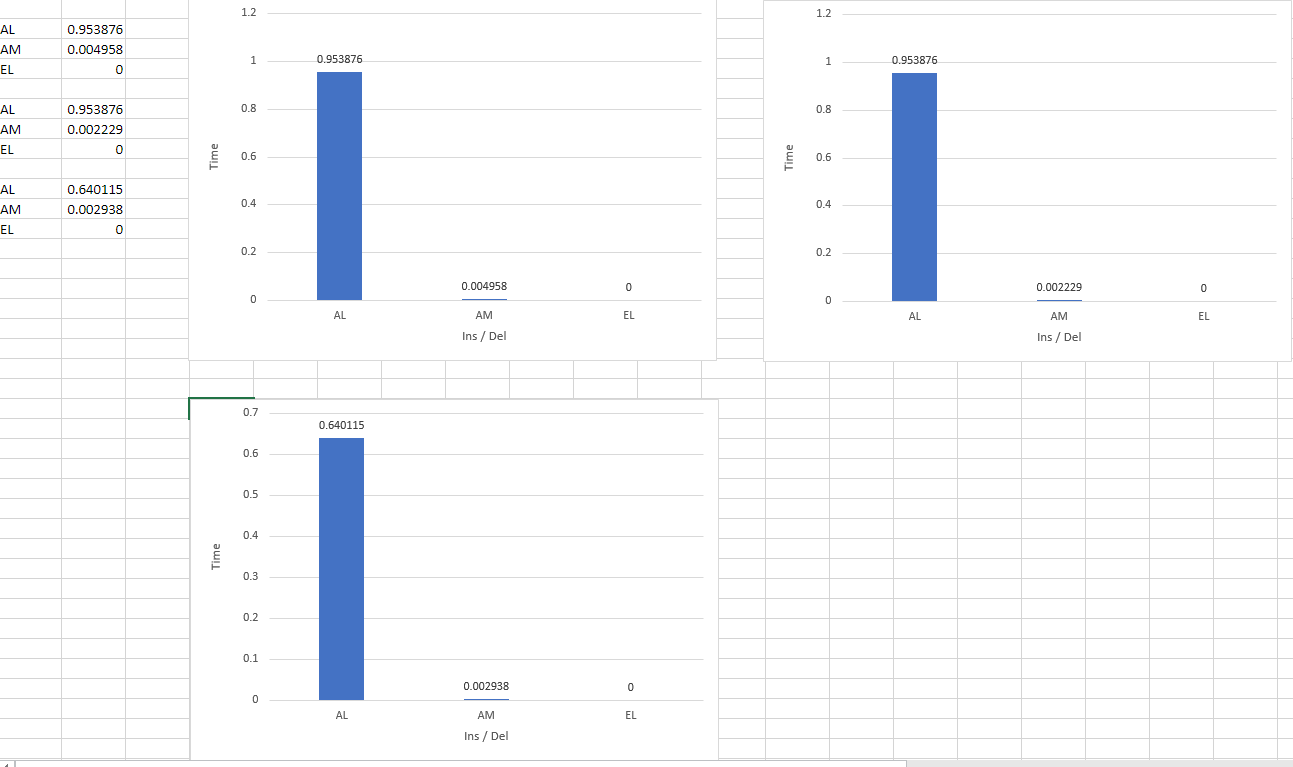 AL 0.953876
AM 0.004958
EL 0
AL 0.953876
AM 0.002229
EL 0
AL 0.640115
AM 0.002938
EL 0
1.2
1
0.8
0.6
0.4
0.2
0
Time
0.953876
0.004958
0
AL AM EL
Ins / Del
1.2
1
0.8
0.6
0.4
0.2
0
Time
0.953876
0.002229
0
AL AM EL
Ins / Del
0.7
0.6
0.5
0.4
0.3
0.2
0.1
0
Time
0.640115
0.002938
0
AL AM EL
Ins / Del